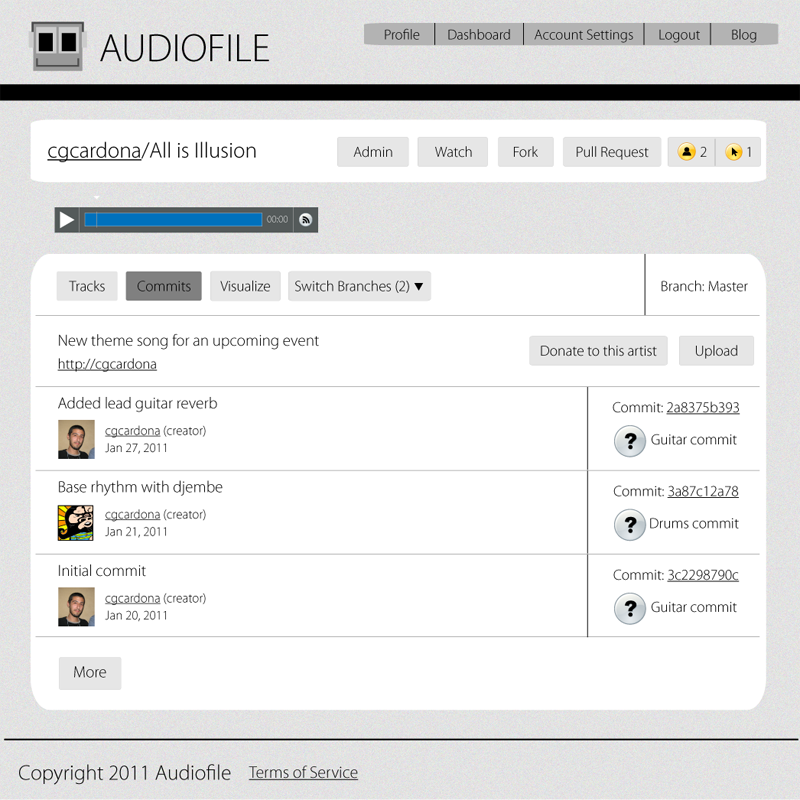 AUDIOFILE
Profile Dashboard Account Settings Logout Blog
cgcardona/All is Illusion Admin Watch Fork Pull Request 2 1
00:00
Tracks Commits Visualize Switch Branches (2) ▼ Branch: Master
New theme song for an upcoming event
http://cgcardona
Donate to this artist Upload
Added lead guitar reverb
cgcardona (creator)
Jan 27, 2011
Commit: 2a8375b393
? Guitar commit
Base rhythm with djembe
cgcardona (creator)
Jan 21, 2011
Commit: 3a87c12a78
? Drums commit
Initial commit
cgcardona (creator)
Jan 20, 2011
Commit: 3c2298790c
? Guitar commit
More
Copyright 2011 Audiofile Terms of Service